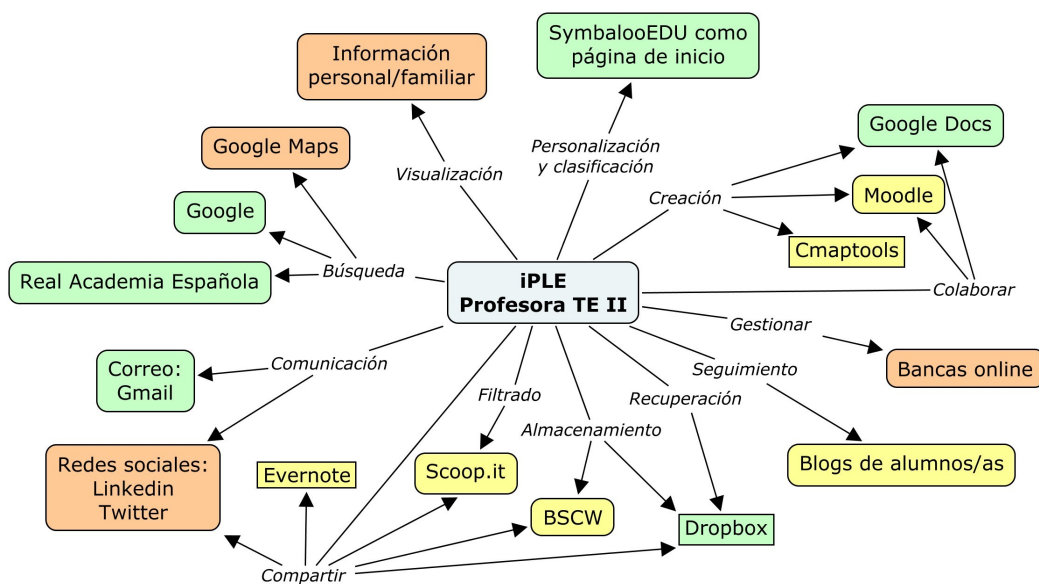 SymbalooEDU como
página de inicio
Información
personal/familiar
Google Docs
Google Maps
Personalización
y clasificación
Visualización
Creación
Moodle
Google
Cmaptools
Búsqueda
Real Academia Española
iPLE
Profesora TE II
Colaborar
Gestionar
Comunicación
Correo:
Gmail
Seguimiento
Bancas online
Filtrado
Recuperación
Almacenamiento
Redes sociales:
Linkedin
Twitter
Evernote
Scoop.it
Blogs de alumnos/as
BSCW
Dropbox
Compartir